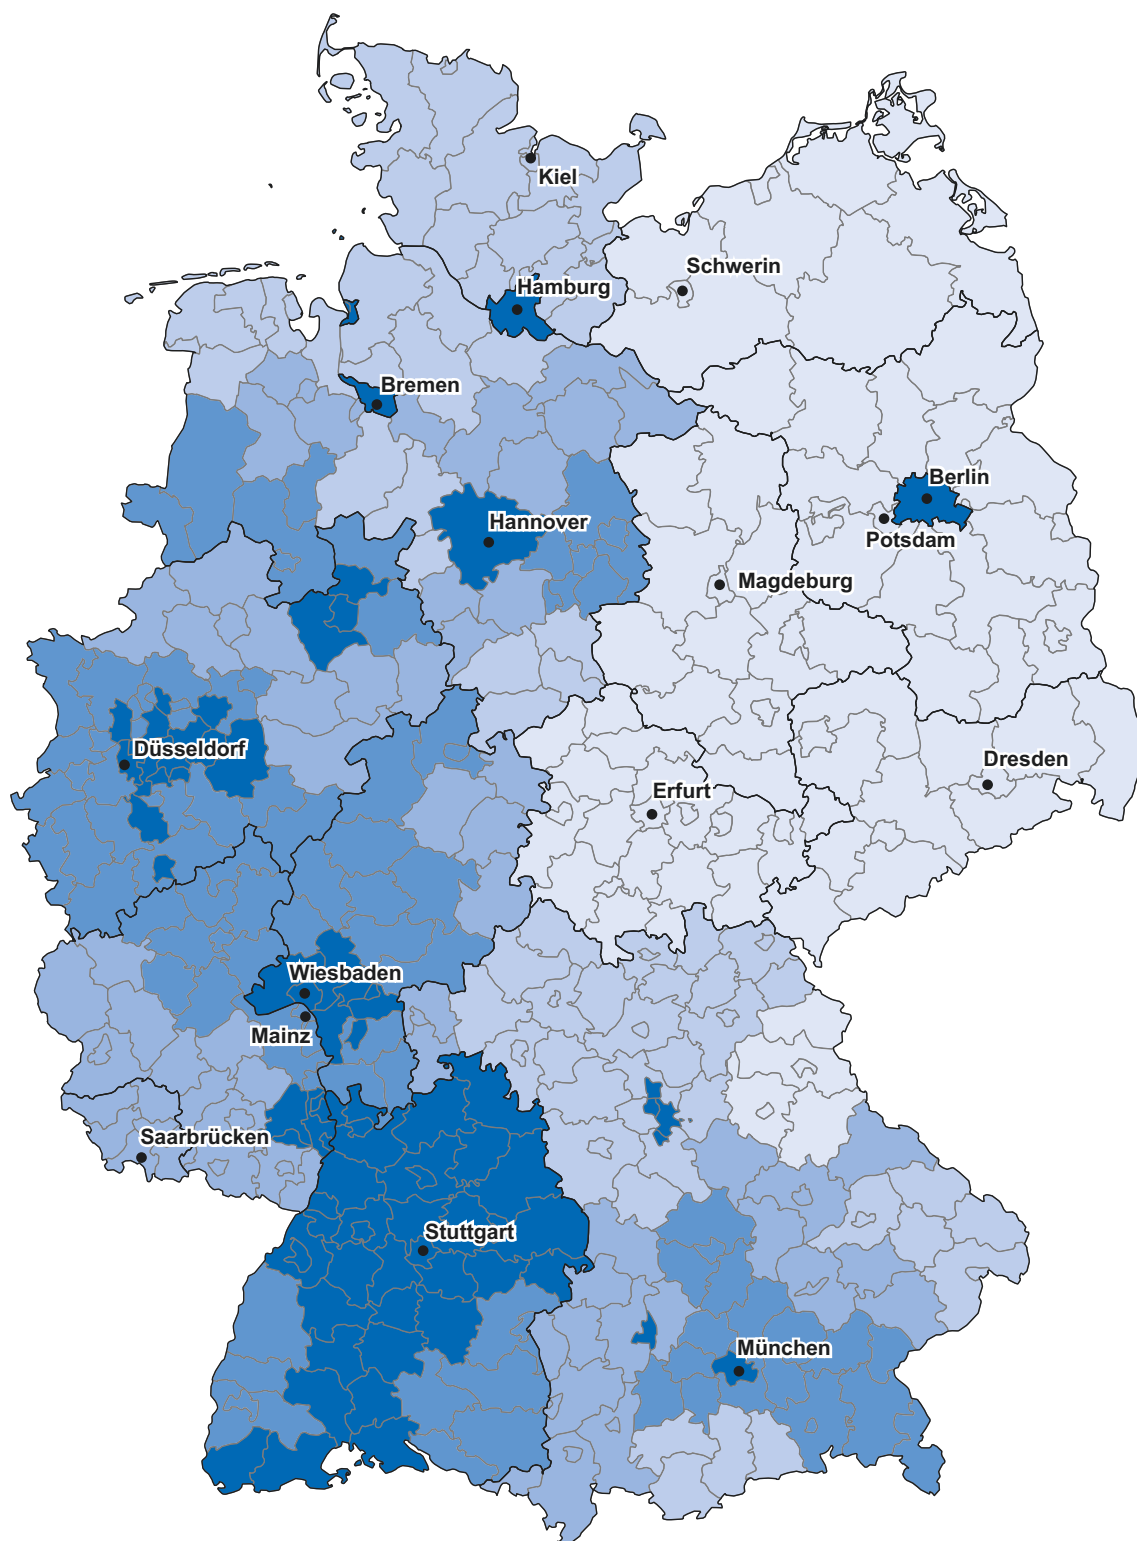 Kiel
Schwerin
Hamburg
Bremen
Berlin
Hannover
Potsdam
Magdeburg
Düsseldorf
Dresden
Erfurt
Wiesbaden
Mainz
Saarbrücken
Stuttgart
München